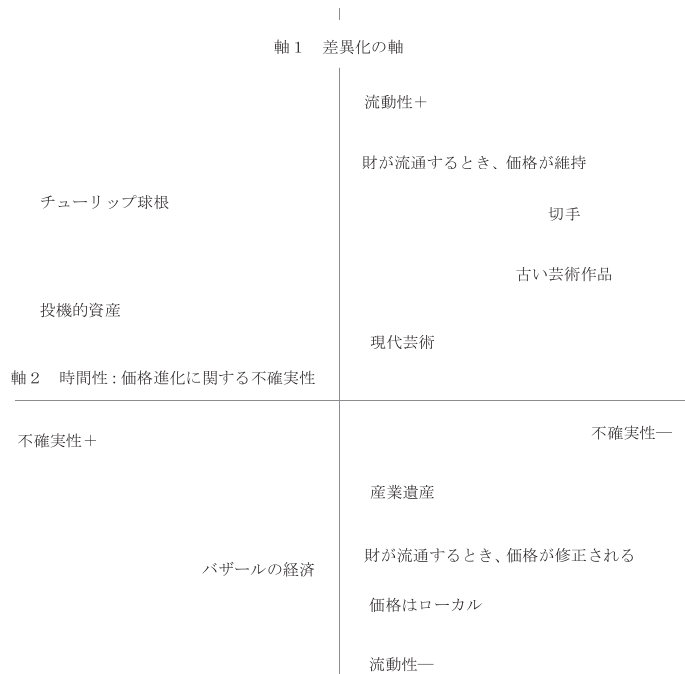 軸１　差異化の軸
流動性＋
財が流通するとき、価格が維持
チューリップ球根
切手
古い芸術作品
投機的資産
現代芸術
軸２　時間性：価格進化に関する不確実性
不確実性―
不確実性＋
産業遺産
財が流通するとき、価格が修正される
バザールの経済
価格はローカル
流動性―